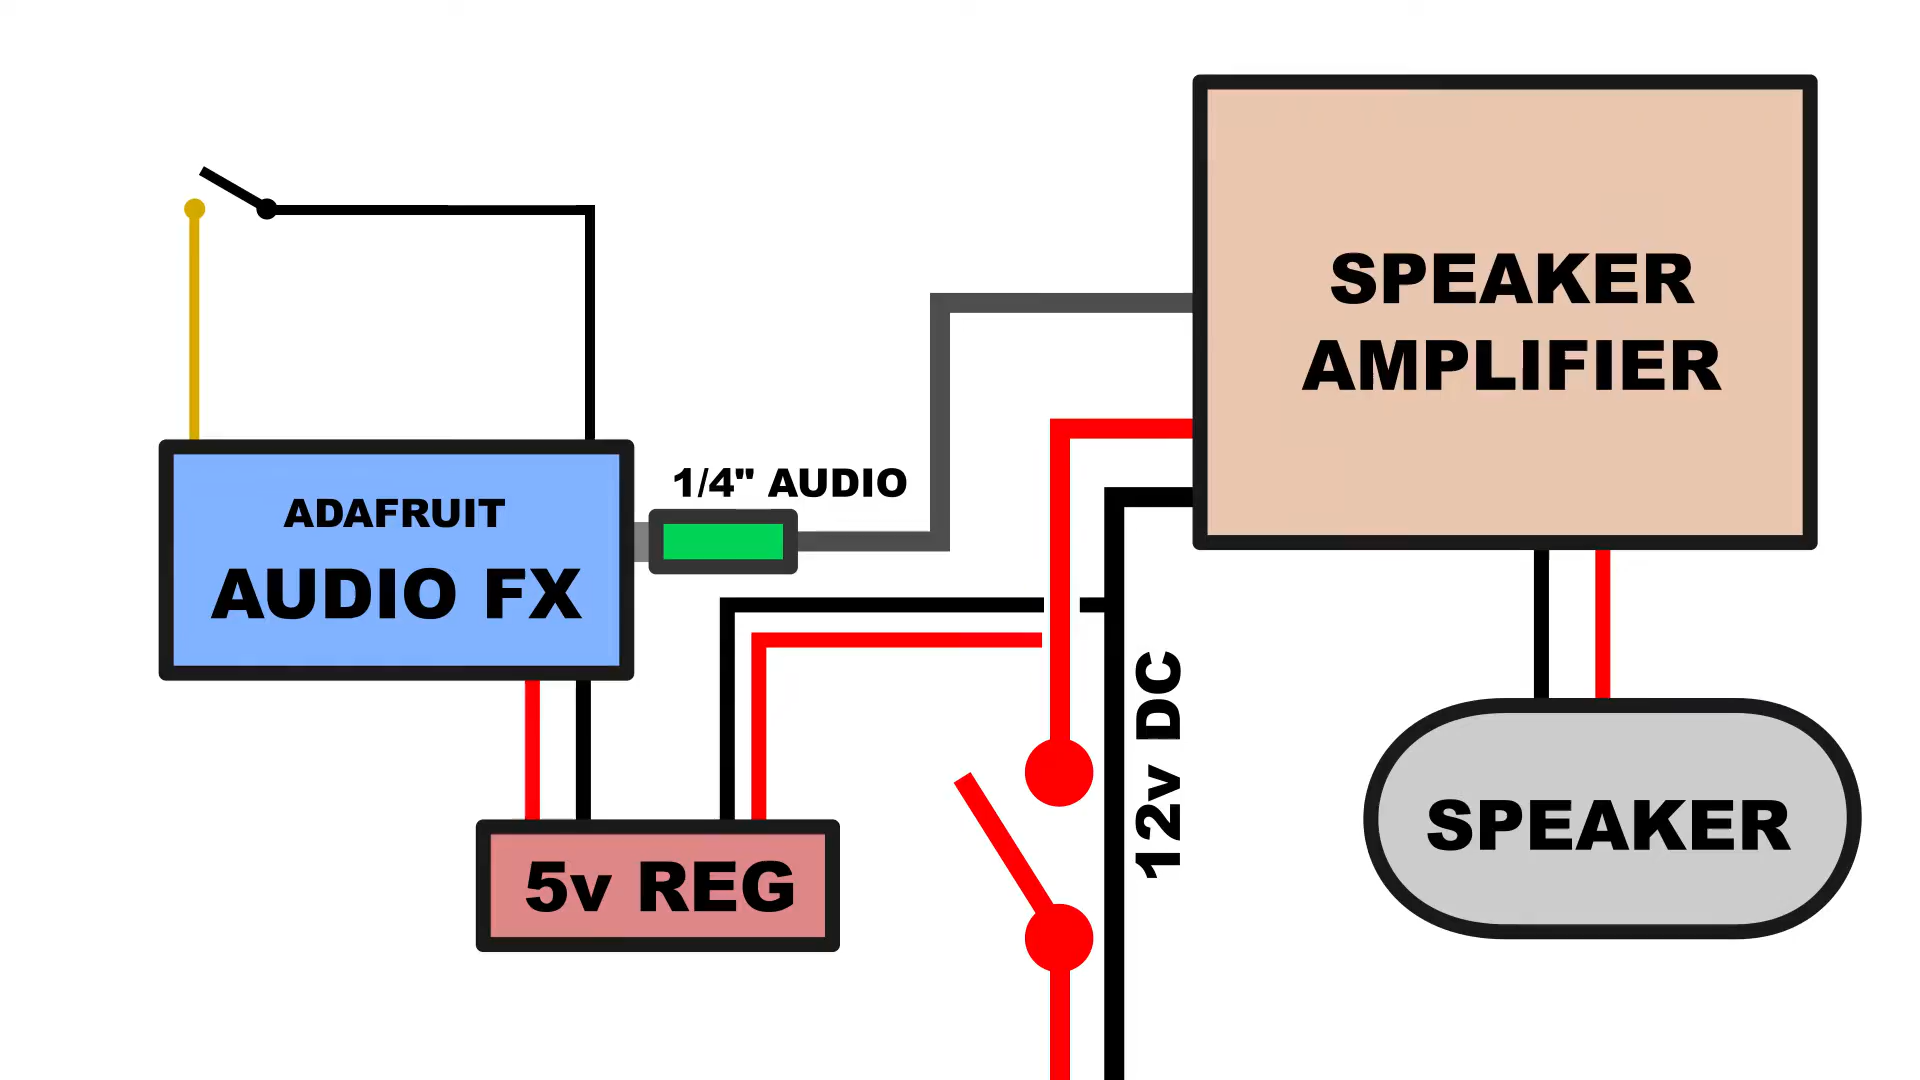 SPEAKER
AMPLIFIER
1/4" AUDIO
ADAFRUIT
AUDIO FX
12v DC
5v REG
SPEAKER